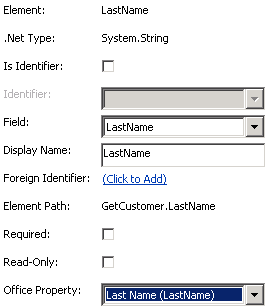 Element: LastName
.Net Type: System.String
Is Identifier:
Identifier:
Field: LastName
Display Name: LastName
Foreign Identifier: (Click to Add)
Element Path: GetCustomer.LastName
Required:
Read-Only:
Office Property: Last Name (LastName)